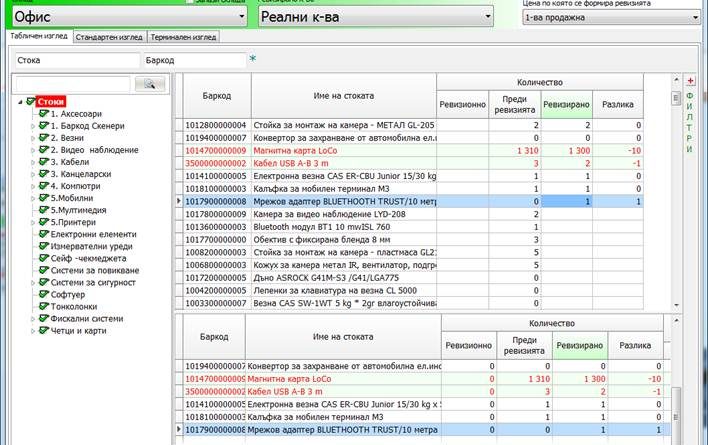 Офис
Реални к-ва
Цена по която се формира ревизията
1-ва продажна
Табличен изглед
Стандартен изглед
Терминален изглед
Стока
Баркод
*
Стоки
1. Аксесоари
1. Баркод Скенери
2. Везни
2. Видео наблюдение
3. Кабели
3. Канцеларски
4. Компютри
5.Мобилни
5.Мултимедия
5.Принтери
Електронни елементи
Измервателни уреди
Сейф -чекмеджета
Системи за повикване
Системи за сигурност
Софтуер
Тонколонки
Фискални системи
Четци и карти
Баркод Име на стоката Количество
Ревизионно Преди ревизията Ревизирано Разлика
1012800000004 Стойка за монтаж на камера - МЕТАЛ GL-205 2 2 0
1019400000007 Конвертор за захранване от автомобилна ел.и 0 0 0
1014700000009 Магнитна карта LoCo 1 310 1 300 -10
3500000000002 Кабел USB A-B 3 m 3 2 -1
1014100000005 Електронна везна CAS ER-CBU Junior 15/30 kg 1 1 0
1018100000003 Калъфка за мобилен терминал M3 1 1 0
1017900000008 Мрежов адаптер BLUETHOOTH TRUST/10 метр 0 1 1
1017800000009 Камера за видео наблюдение LYD-208 2
1013600000003 Bluetooth модул BT1 10 mwISL 760 1
1017700000000 Обектив с фиксирана бленда 8 мм 3
1008200000003 Стойка за монтаж на камера - пластмаса GL21 5
1006800000003 Кожух за камера метал IR, вентилатор, подгр 5
1017200000005 Дъно ASROCK G41M-S3 /G41/LGA775 0
1004200000005 Лепенки за клавиатура на везна CL 5000 0
1003300000007 Везна CAS SW-1WT 5 kg * 2gr влагоустойчива 0
+
ФИЛТРИ
Баркод Име на стоката Количество
Ревизионно Преди ревизията Ревизирано Разлика
1019400000007 Конвертор за захранване от автомобилна ел.инс 0 0 0 0
1014700000009 Магнитна карта LoCo 0 1 310 1 300 -10
3500000000002 Кабел USB A-B 3 m 0 3 2 -1
1014100000005 Електронна везна CAS ER-CBU Junior 15/30 kg x 5 0 1 1 0
1018100000003 Калъфка за мобилен терминал M3 0 1 1 0
1017900000008 Мрежов адаптер BLUETHOOTH TRUST/10 метра 0 0 1 1